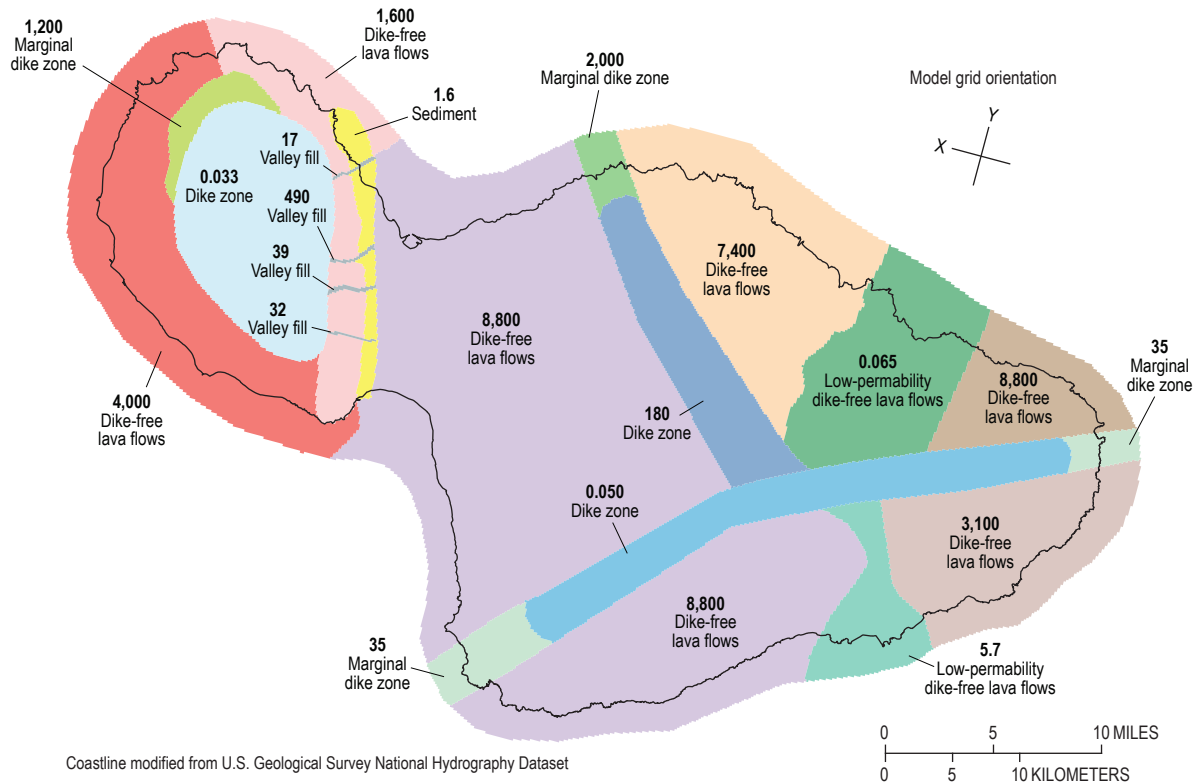 1,200
Marginal
dike zone
1,600
Dike-free
lava flows
2,000
Marginal dike zone
Model grid orientation
Y
X
1.6
Sediment
17
Valley fill
0.033
Dike zone
490
Valley fill
39
Valley fill
32
Valley fill
7,400
Dike-free
lava flows
8,800
Dike-free
lava flows
0.065
Low-permability
dike-free lava flows
8,800
Dike-free
lava flows
35
Marginal
dike zone
4,000
Dike-free
lava flows
180
Dike zone
0.050
Dike zone
3,100
Dike-free
lava flows
8,800
Dike-free
lava flows
35
Marginal
dike zone
5.7
Low-permability
dike-free lava flows
0 5 10 MILES
0 5 10 KILOMETERS
Coastline modified from U.S. Geological Survey National Hydrography Dataset